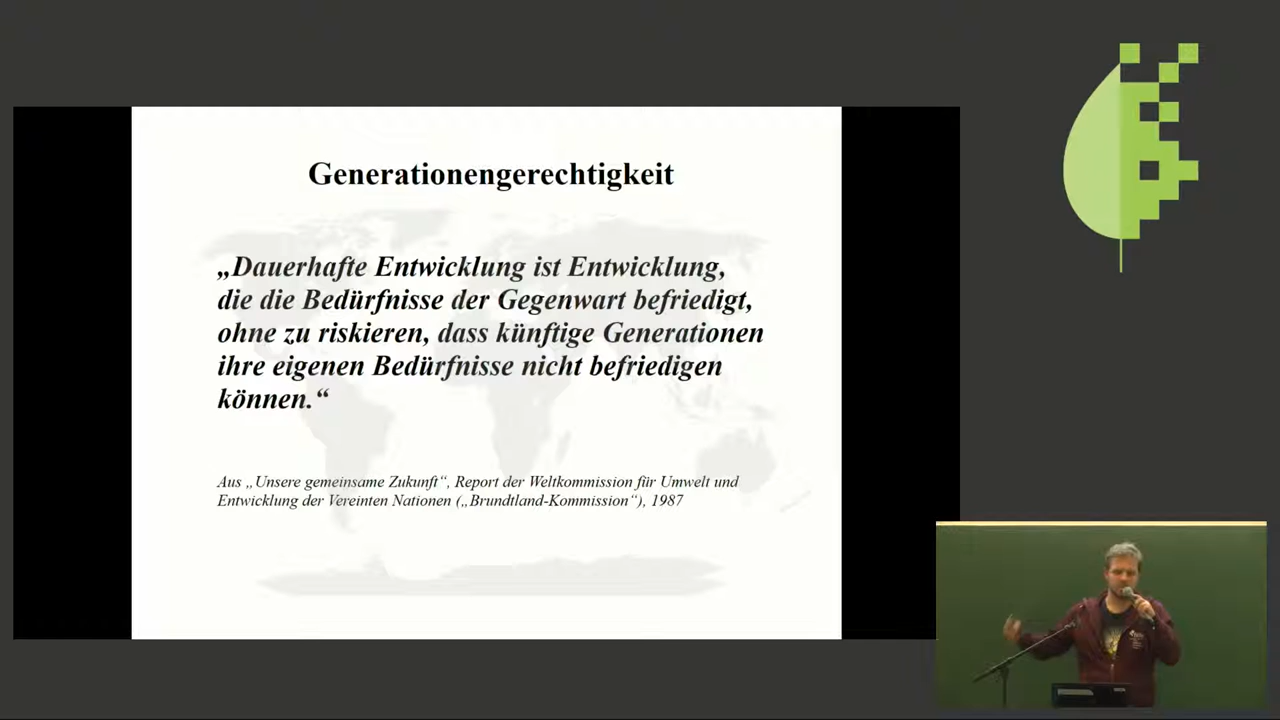 Generationengerechtigkeit
„Dauerhafte Entwicklung ist Entwicklung,
die die Bedürfnisse der Gegenwart befriedigt,
ohne zu riskieren, dass künftige Generationen
ihre eigenen Bedürfnisse nicht befriedigen
können.“
Aus „Unsere gemeinsame Zukunft“, Report der Weltkommission für Umwelt und
Entwicklung der Vereinten Nationen („Brundtland-Kommission“), 1987